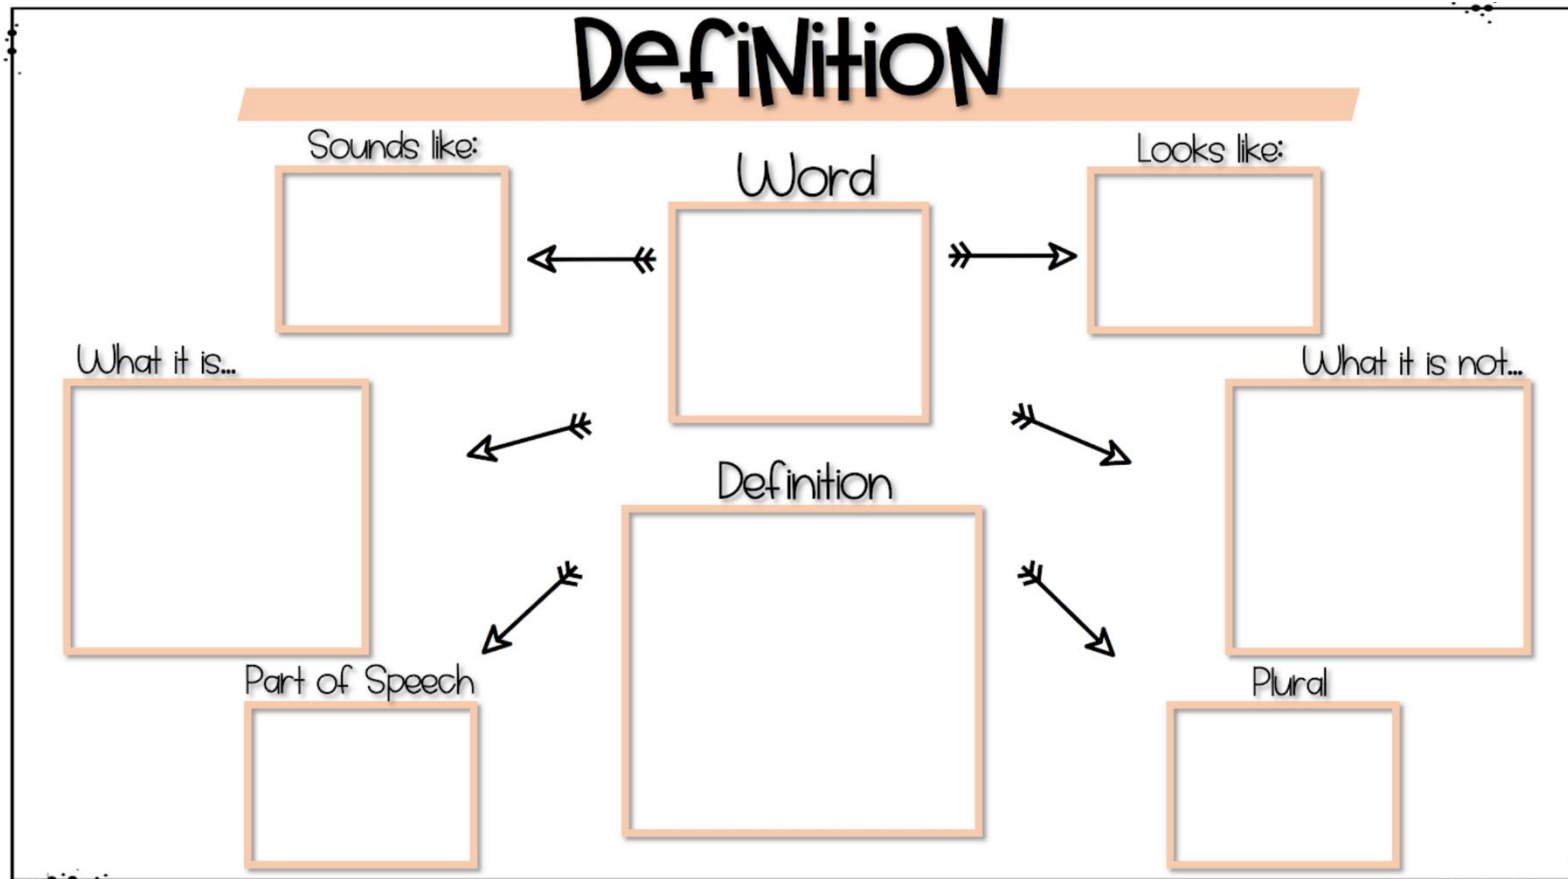 DefiNitioN
Sounds like:
Word
Looks like:
What it is...
What it is not...
Definition
Part of Speech
Plural